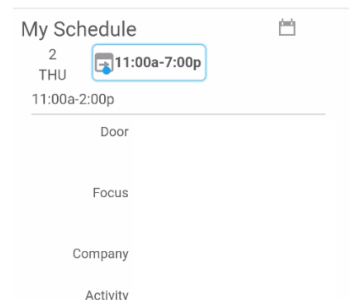 My Schedule
2
THU
11:00a-7:00p
11:00a-2:00p
Door
Focus
Company
Activity